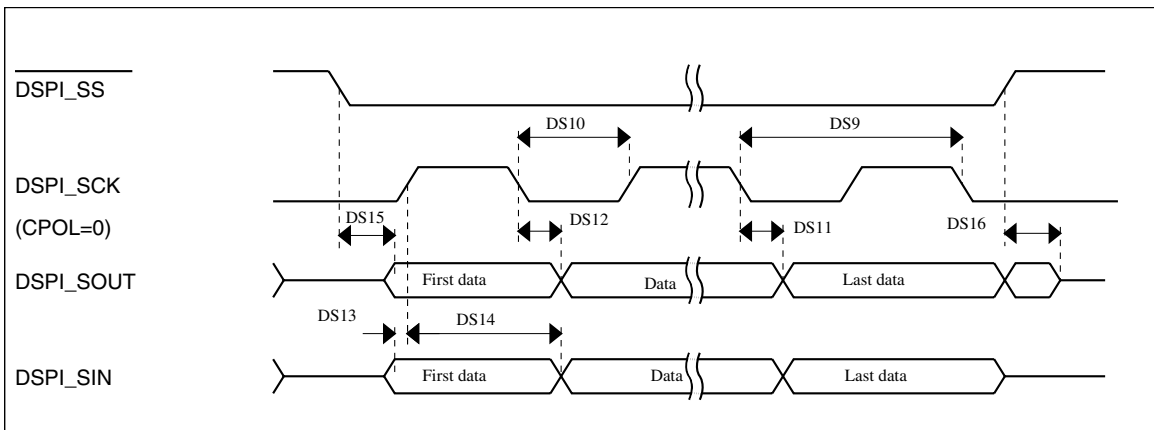 DSPI_SS
DS10
DS9
DSPI_SCK
(CPOL=0)
DS15
DS12
DS11
DS16
DSPI_SOUT
First data
Data
Last data
DS13
DS14
DSPI_SIN
First data
Data
Last data